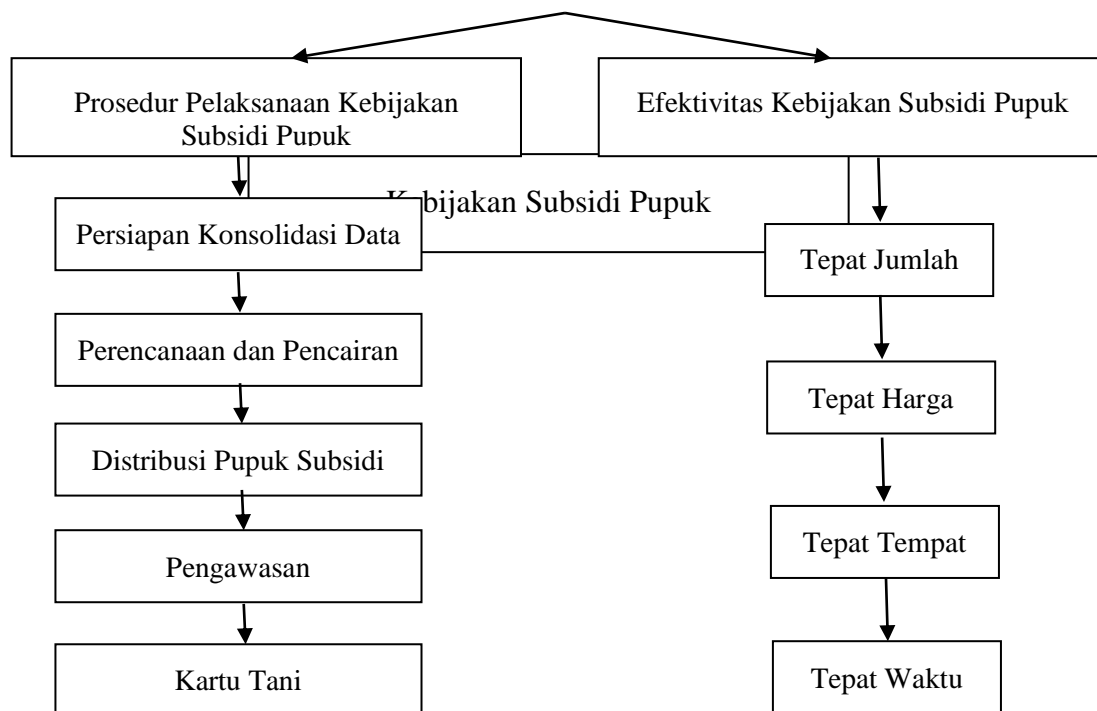 Prosedur Pelaksanaan Kebijakan
Subsidi Pupuk
Efektivitas Kebijakan Subsidi Pupuk
Kebijakan Subsidi Pupuk
Persiapan Konsolidasi Data
Tepat Jumlah
Perencanaan dan Pencairan
Tepat Harga
Distribusi Pupuk Subsidi
Tepat Tempat
Pengawasan
Kartu Tani
Tepat Waktu